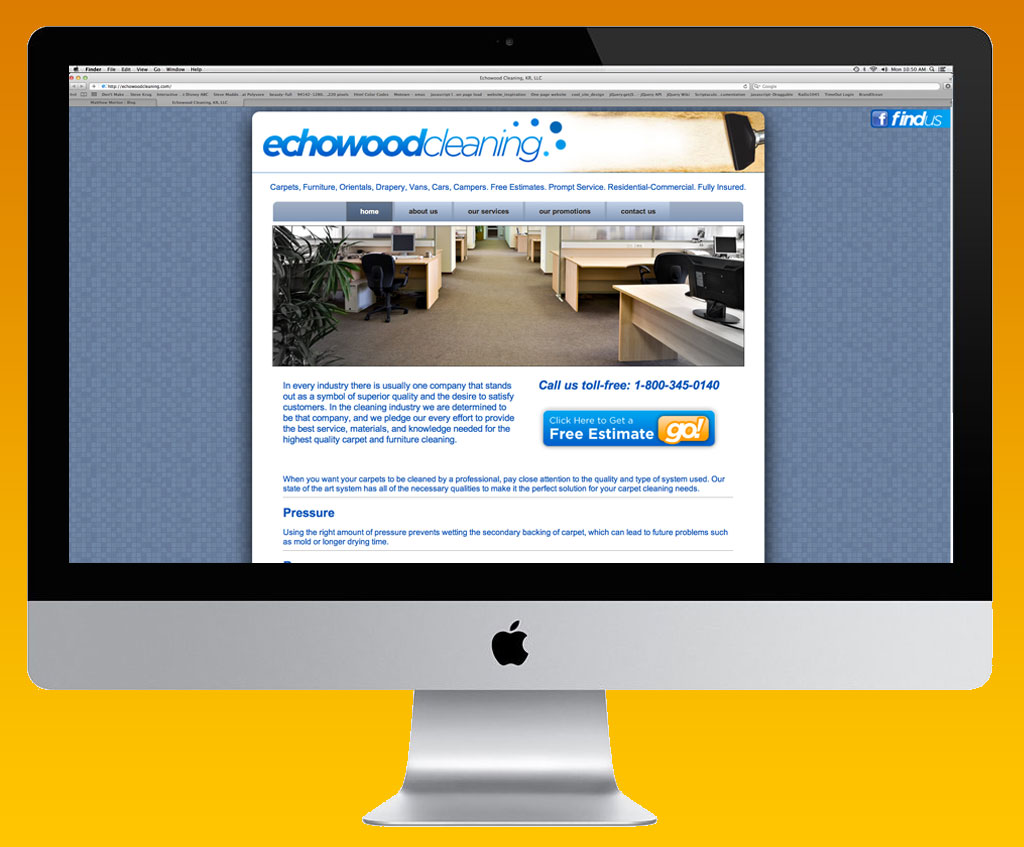 Finder File Edit View Go Window Help
Mon 10:50 AM
Echowood Cleaning, KR, LLC
http://echowoodcleaning.com/
Google
Echowood Cleaning, KR, LLC
f findus
echowoodcleaning.
Carpets, Furniture, Orientals, Drapery, Vans, Cars, Campers. Free Estimates. Prompt Service. Residential-Commercial. Fully Insured.
home about us our services our promotions contact us
In every industry there is usually one company that stands
out as a symbol of superior quality and the desire to satisfy
customers. In the cleaning industry we are determined to
be that company, and we pledge our every effort to provide
the best service, materials, and knowledge needed for the
highest quality carpet and furniture cleaning.
Call us toll-free: 1-800-345-0140
Click Here to Get a
Free Estimate go!
When you want your carpets to be cleaned by a professional, pay close attention to the quality and type of system used. Our
state of the art system has all of the necessary qualities to make it the perfect solution for your carpet cleaning needs.
Pressure
Using the right amount of pressure prevents wetting the secondary backing of carpet, which can lead to future problems such
as mold or longer drying time.